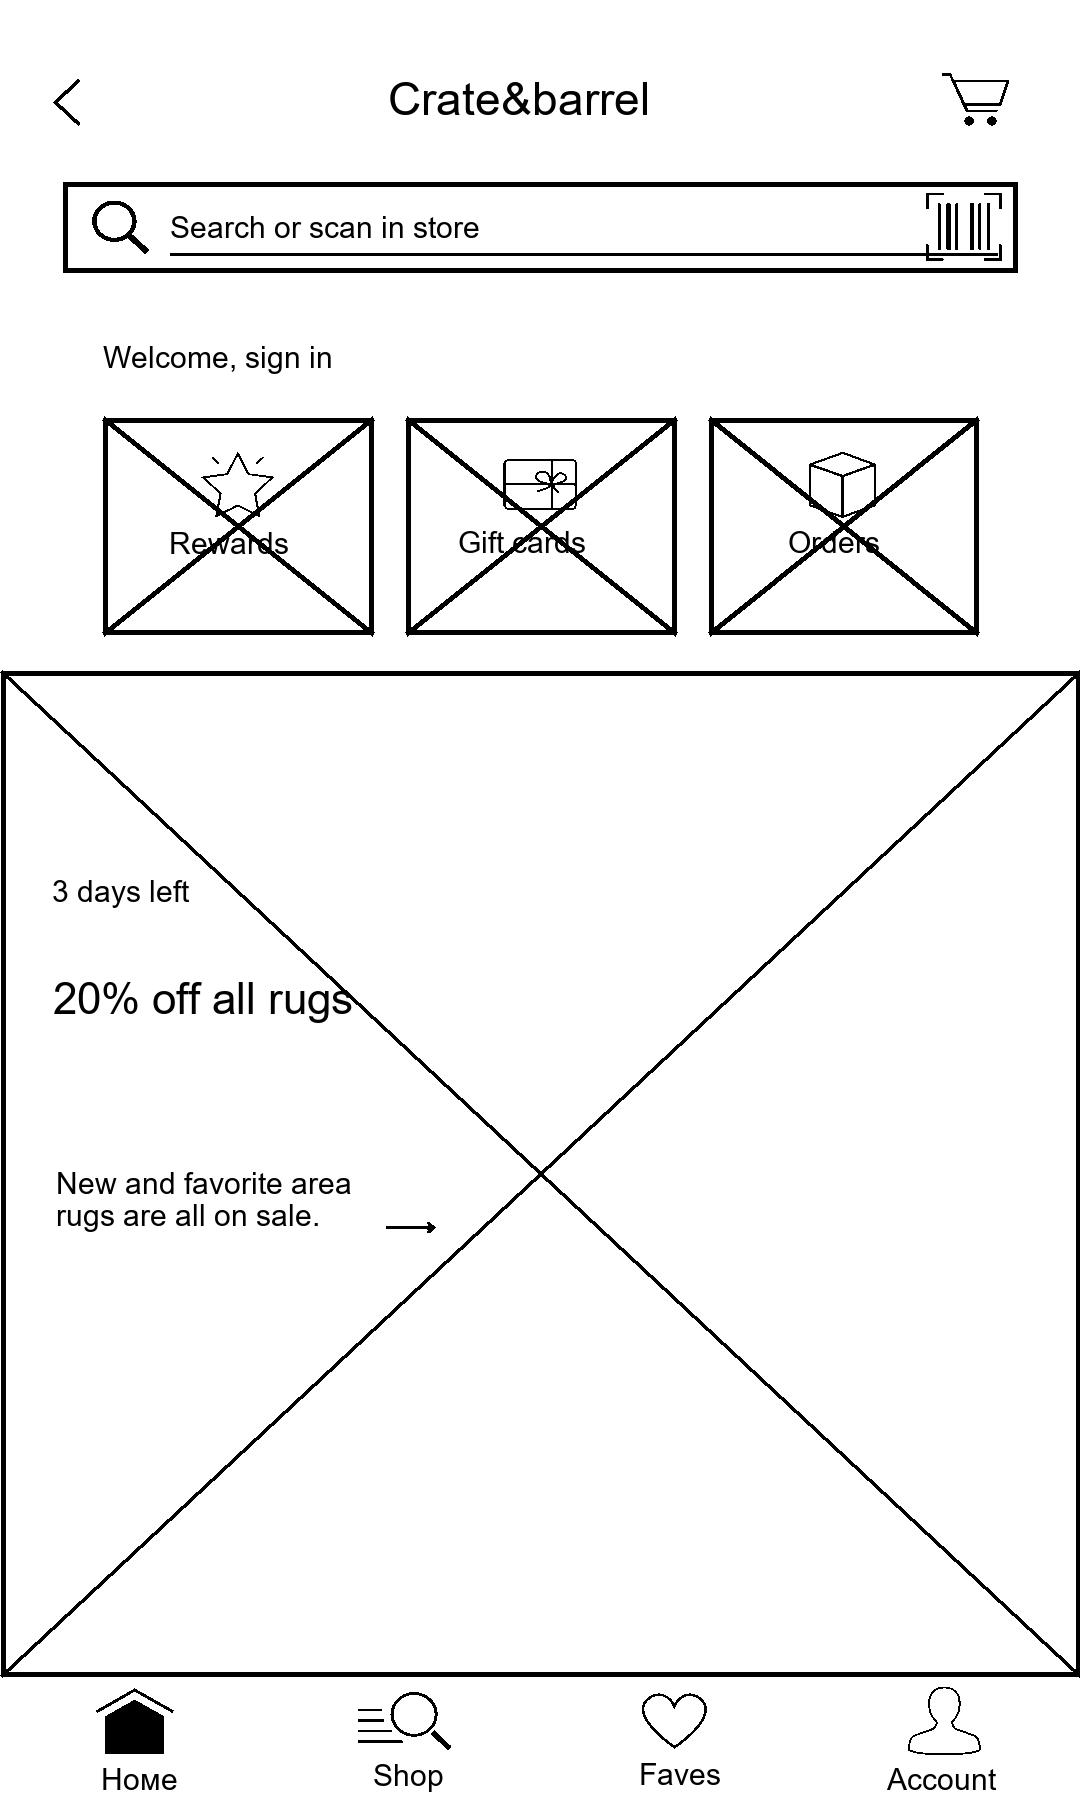 Crate&barrel
Search or scan in store
Welcome, sign in
Rewards
Gift cards
Orders
3 days left
20% off all rugs
New and favorite area
rugs are all on sale.
Hoмe
Shop
Faves
Account